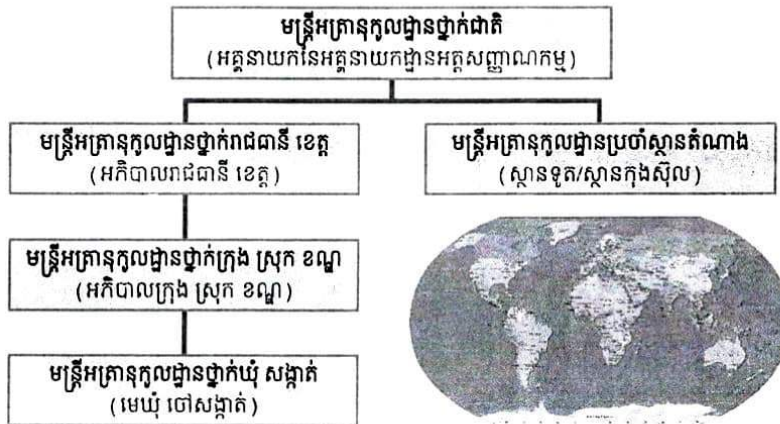 មន្ត្រីអត្រានុកូលដ្ឋានថ្នាក់ជាតិ
(អគ្គនាយកនៃអគ្គនាយកដ្ឋានអត្តសញ្ញាណកម្ម)
មន្ត្រីអត្រានុកូលដ្ឋានថ្នាក់រាជធានី ខេត្ត
(អភិបាលរាជធានី ខេត្ត)
មន្ត្រីអត្រានុកូលដ្ឋានប្រចាំស្ថានតំណាង
(ស្ថានទូត/ស្ថានកុងស៊ុល)
មន្ត្រីអត្រានុកូលដ្ឋានថ្នាក់ក្រុង ស្រុក ខណ្ឌ
(អភិបាលក្រុង ស្រុក ខណ្ឌ)
មន្ត្រីអត្រានុកូលដ្ឋានថ្នាក់ឃុំ សង្កាត់
(មេឃុំ ចៅសង្កាត់)